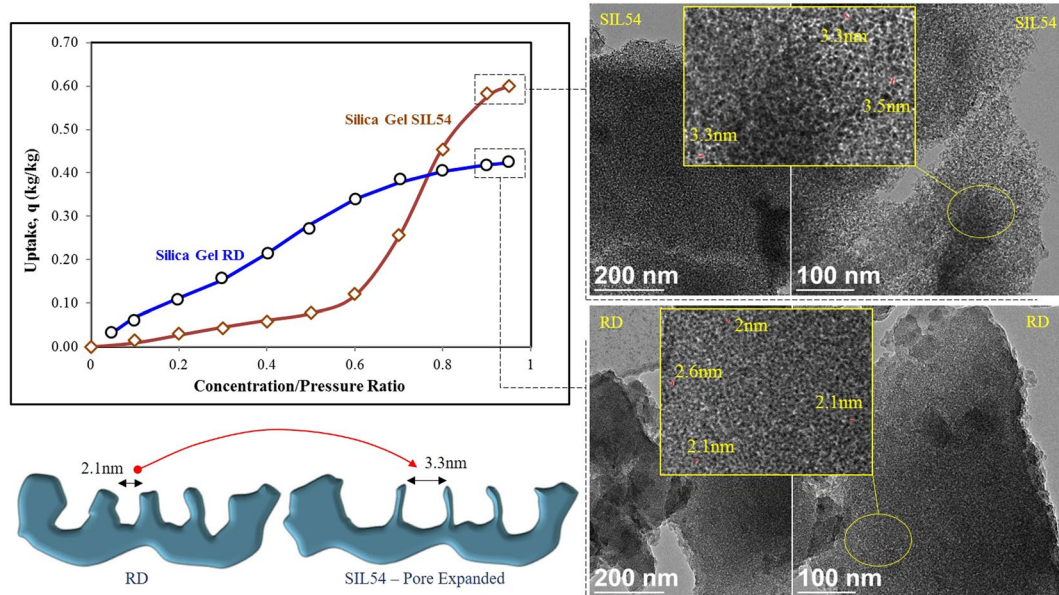 0.70
0.60
0.50
0.40
0.30
0.20
0.10
0.00
Uptake, q (kg/kg)
Silica Gel SIL54
Silica Gel RD
0
0.2
0.4
0.6
0.8
1
Concentration/Pressure Ratio
2.1nm
3.3nm
RD
SIL54 – Pore Expanded
SIL54
SIL54
3.3nm
3.5nm
3.3nm
200 nm
100 nm
RD
RD
2nm
2.6nm
2.1nm
2.1nm
200 nm
100 nm